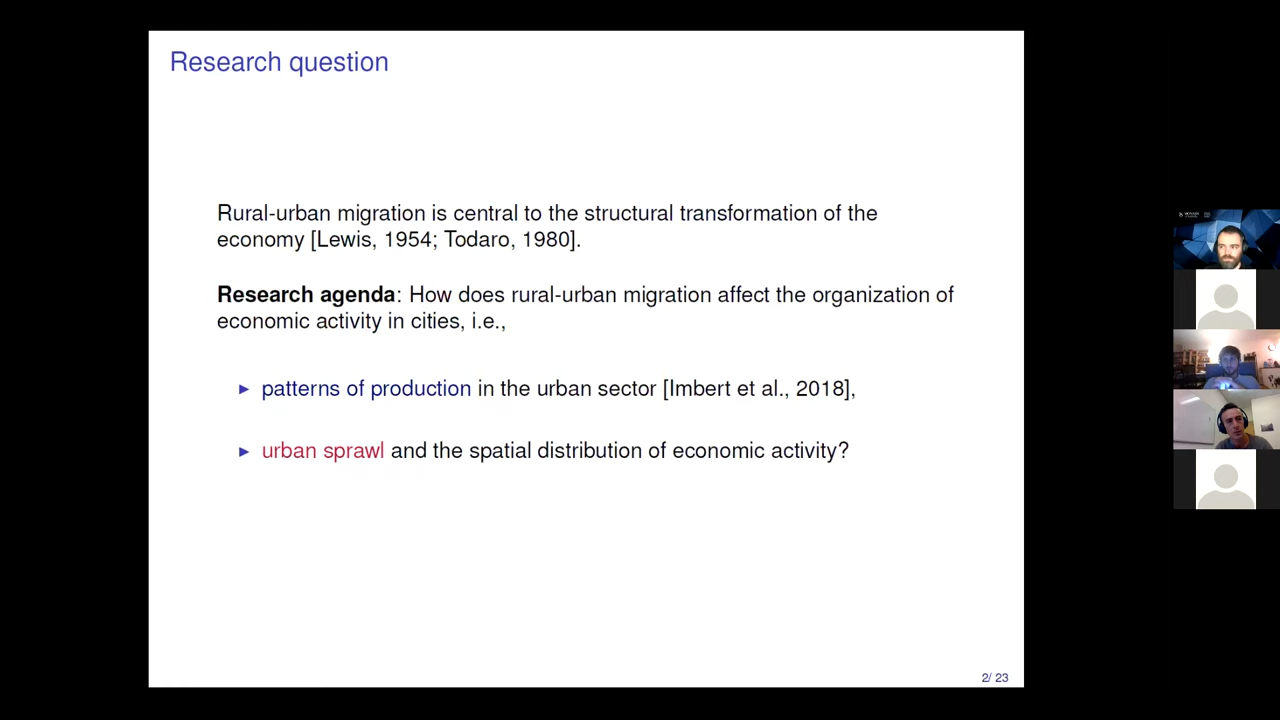 Research question
Rural-urban migration is central to the structural transformation of the
economy [Lewis, 1954; Todaro, 1980].
Research agenda: How does rural-urban migration affect the organization of
economic activity in cities, i.e.,
▶ patterns of production in the urban sector [Imbert et al., 2018],
▶ urban sprawl and the spatial distribution of economic activity?
2/ 23